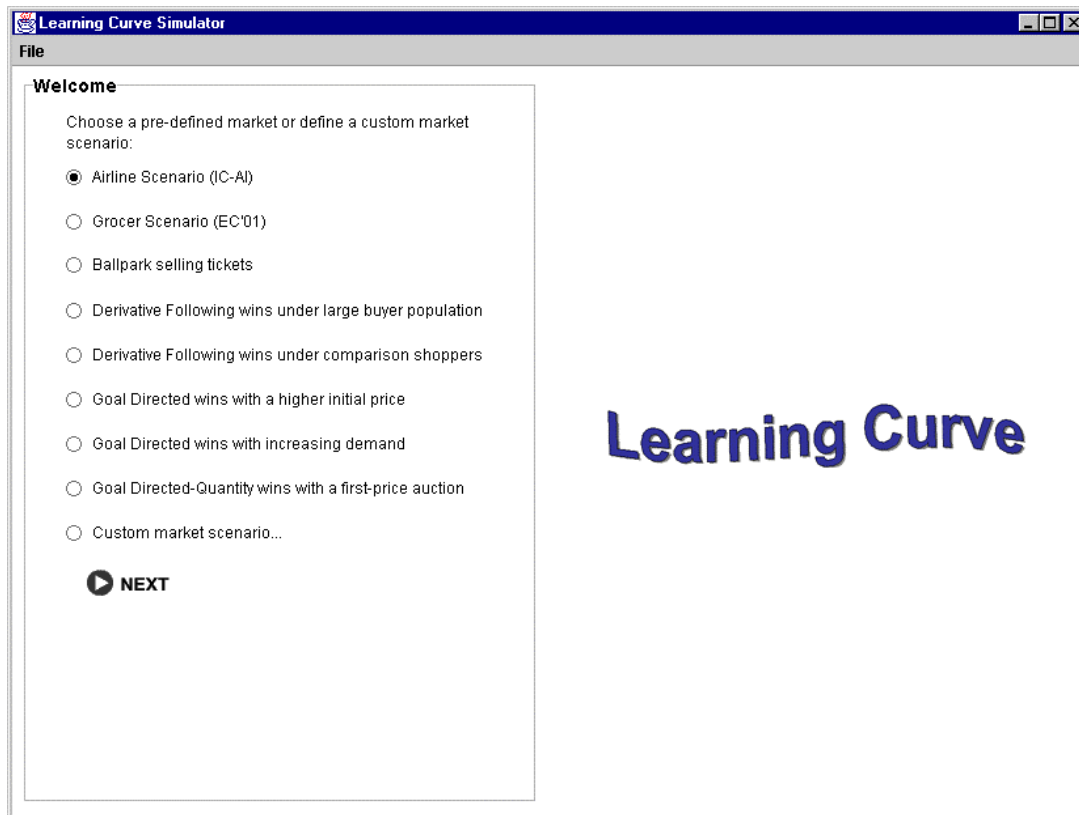 Learning Curve Simulator
File
Welcome
Choose a pre-defined market or define a custom market
scenario:
Airline Scenario (IC-AI)
Grocer Scenario (EC'01)
Ballpark selling tickets
Derivative Following wins under large buyer population
Derivative Following wins under comparison shoppers
Goal Directed wins with a higher initial price
Goal Directed wins with increasing demand
Goal Directed-Quantity wins with a first-price auction
Custom market scenario...
NEXT
Learning Curve